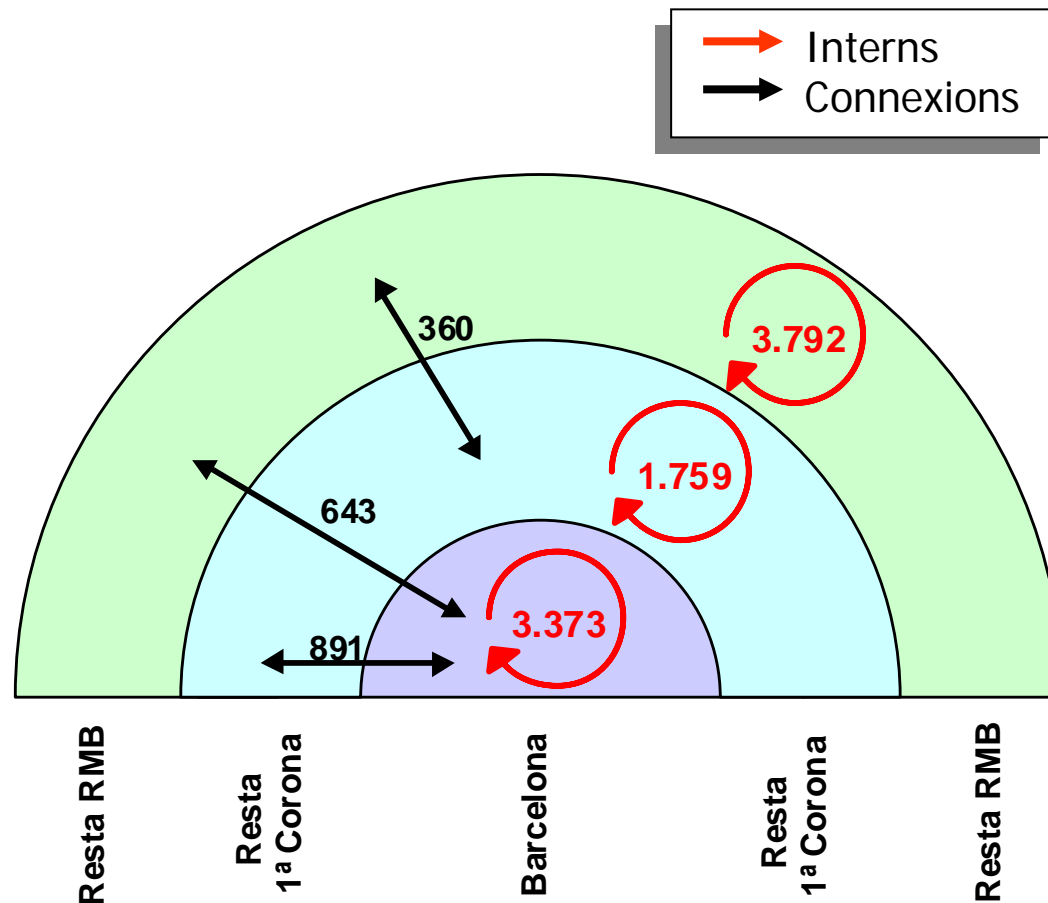 Interns
Connexions
360
3.792
1.759
643
3.373
891
Resta RMB
Resta
1ª Corona
Barcelona
Resta
1ª Corona
Resta RMB